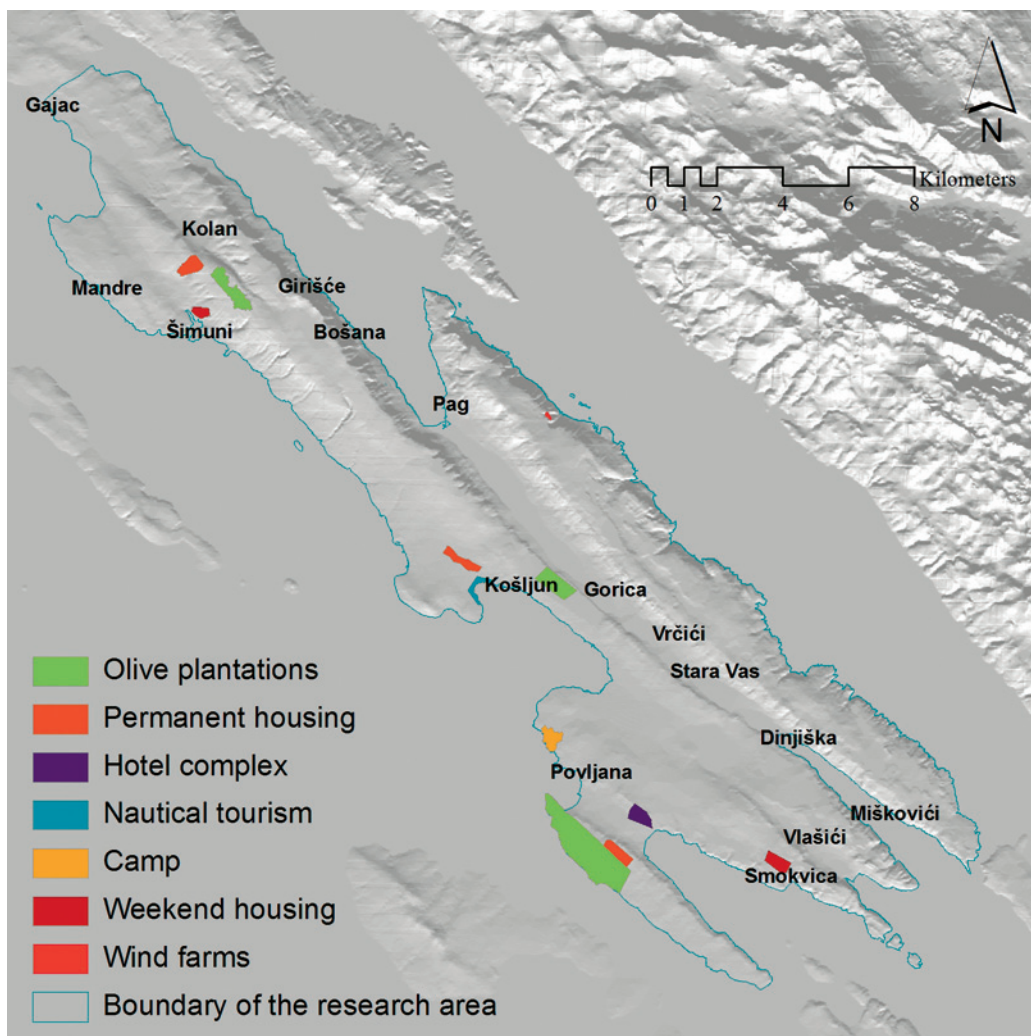 Gajac
N
Kilometers
0 1 2 4 6 8
Kolan
Mandre
Girišće
Šimuni
Bošana
Pag
Košljun
Gorica
Vrčići
Stara Vas
Dinjiška
Povljana
Miškovići
Vlašići
Smokvica
Olive plantations
Permanent housing
Hotel complex
Nautical tourism
Camp
Weekend housing
Wind farms
Boundary of the research area